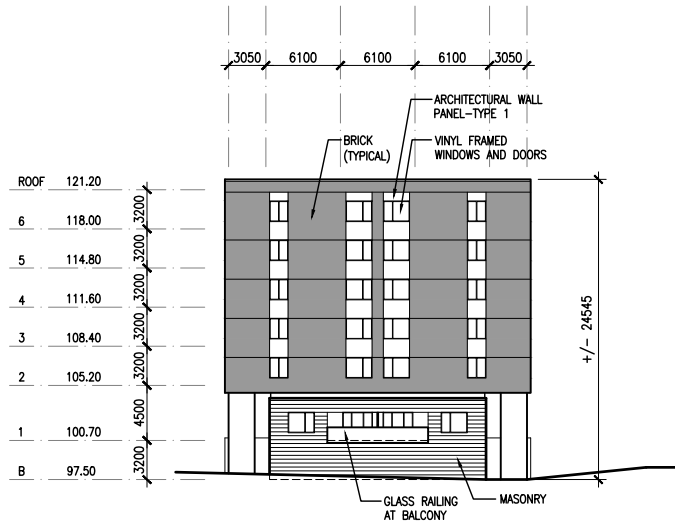 3050 6100 6100 6100 3050
ARCHITECTURAL WALL
PANEL-TYPE 1
BRICK
(TYPICAL)
VINYL FRAMED
WINDOWS AND DOORS
ROOF 121.20
3200
6 118.00
3200
5 114.80
3200
4 111.60
3200
3 108.40
3200
2 105.20
4500
1 100.70
3200
B 97.50
+/- 24545
GLASS RAILING
AT BALCONY
MASONRY